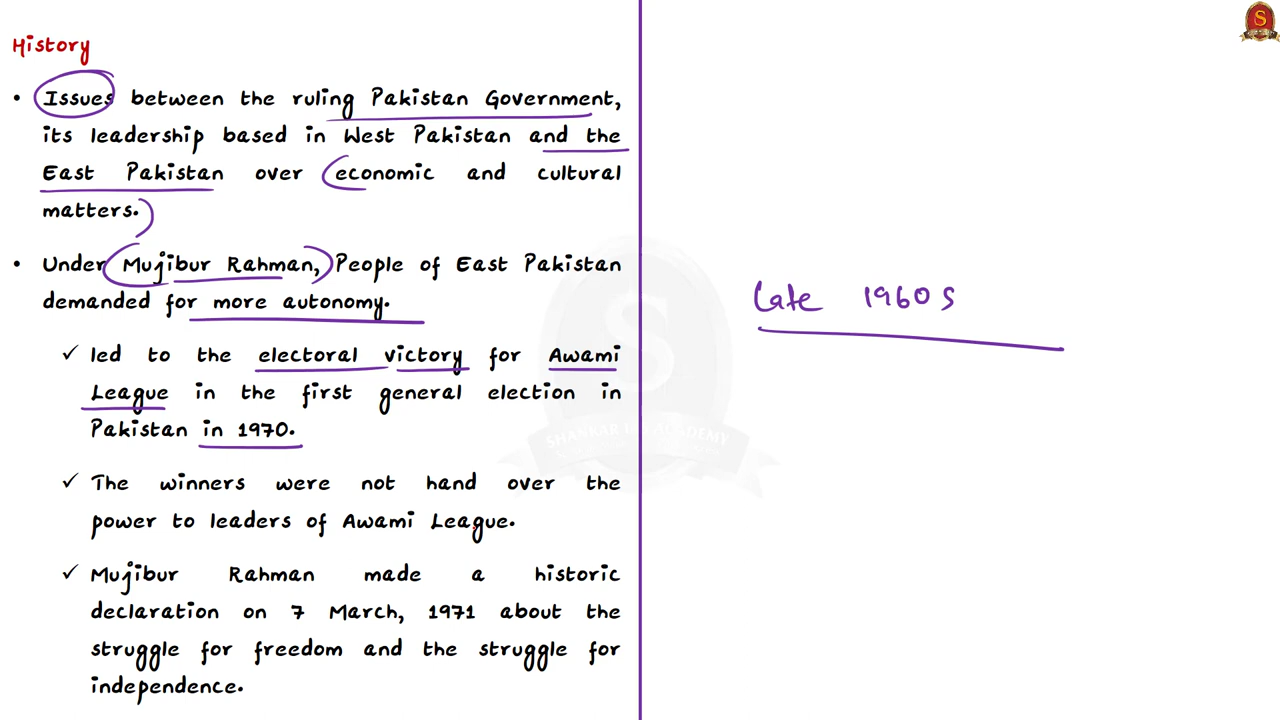 History
• Issues between the ruling Pakistan Government,
its leadership based in West Pakistan and the
East Pakistan over economic and cultural
matters.
• Under Mujibur Rahman, People of East Pakistan
demanded for more autonomy.
✓ led to the electoral victory for Awami
League in the first general election in
Pakistan in 1970.
✓ The winners were not hand over the
power to leaders of Awami League.
✓ Mujibur Rahman made a historic
declaration on 7 March, 1971 about the
struggle for freedom and the struggle for
independence.
Late 1960s
S
SHANKAR IAS ACADEMY